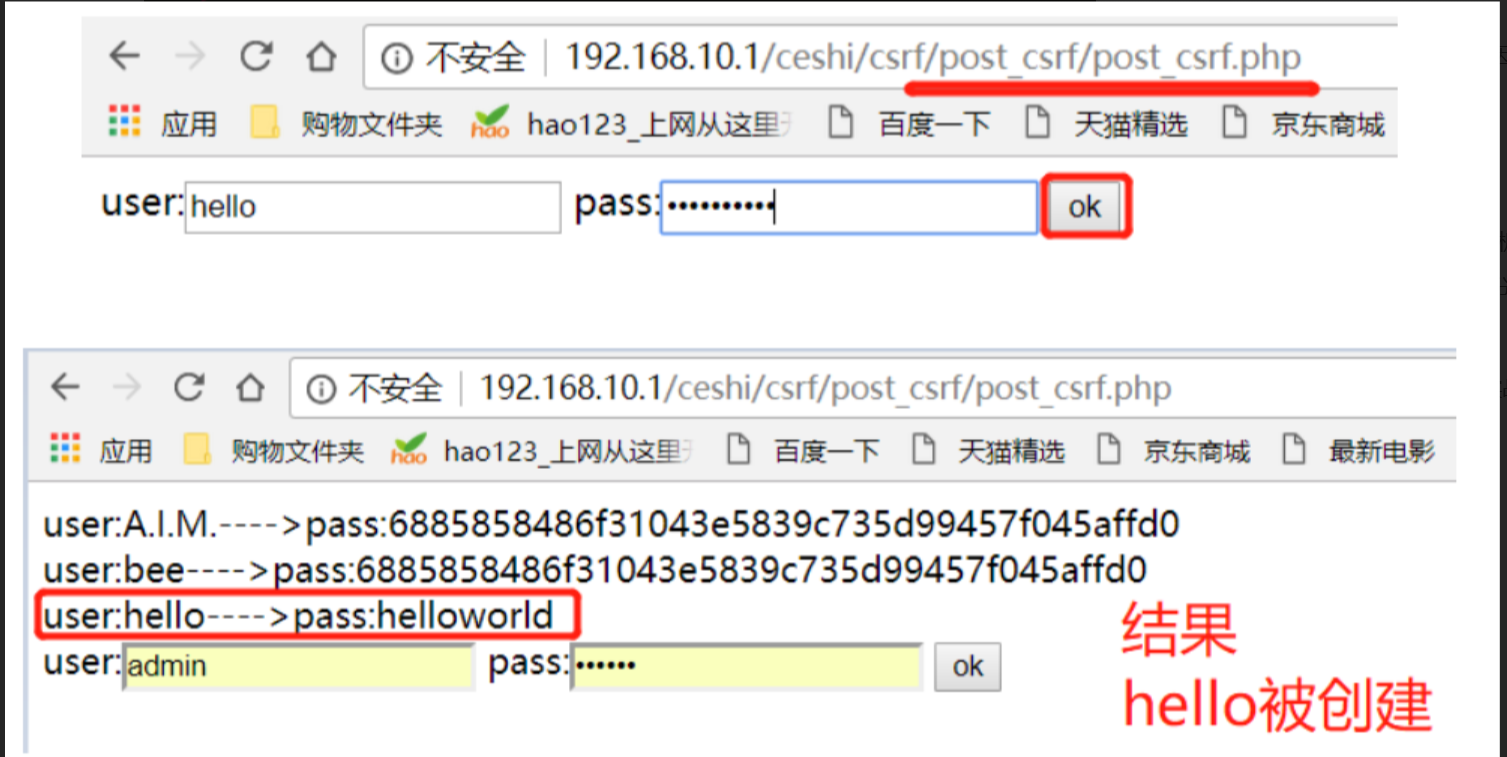 不安全 192.168.10.1/ceshi/csrf/post_csrf/post_csrf.php
应用 购物文件夹 hao hao123_上网从这里 百度一下 天猫精选 京东商城
user:hello pass:•••••••••• ok
不安全 192.168.10.1/ceshi/csrf/post_csrf/post_csrf.php
应用 购物文件夹 hao hao123_上网从这里 百度一下 天猫精选 京东商城 最新电影
user:A.I.M.---->pass:6885858486f31043e5839c735d99457f045affd0
user:bee---->pass:6885858486f31043e5839c735d99457f045affd0
user:hello---->pass:helloworld
user:admin pass:•••••• ok
结果
hello被创建